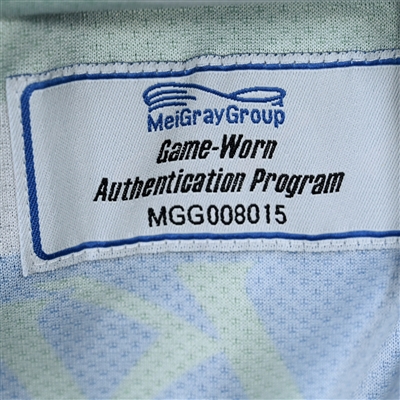 MeiGrayGroup
Game-Worn
Authentication Program
MGG008015